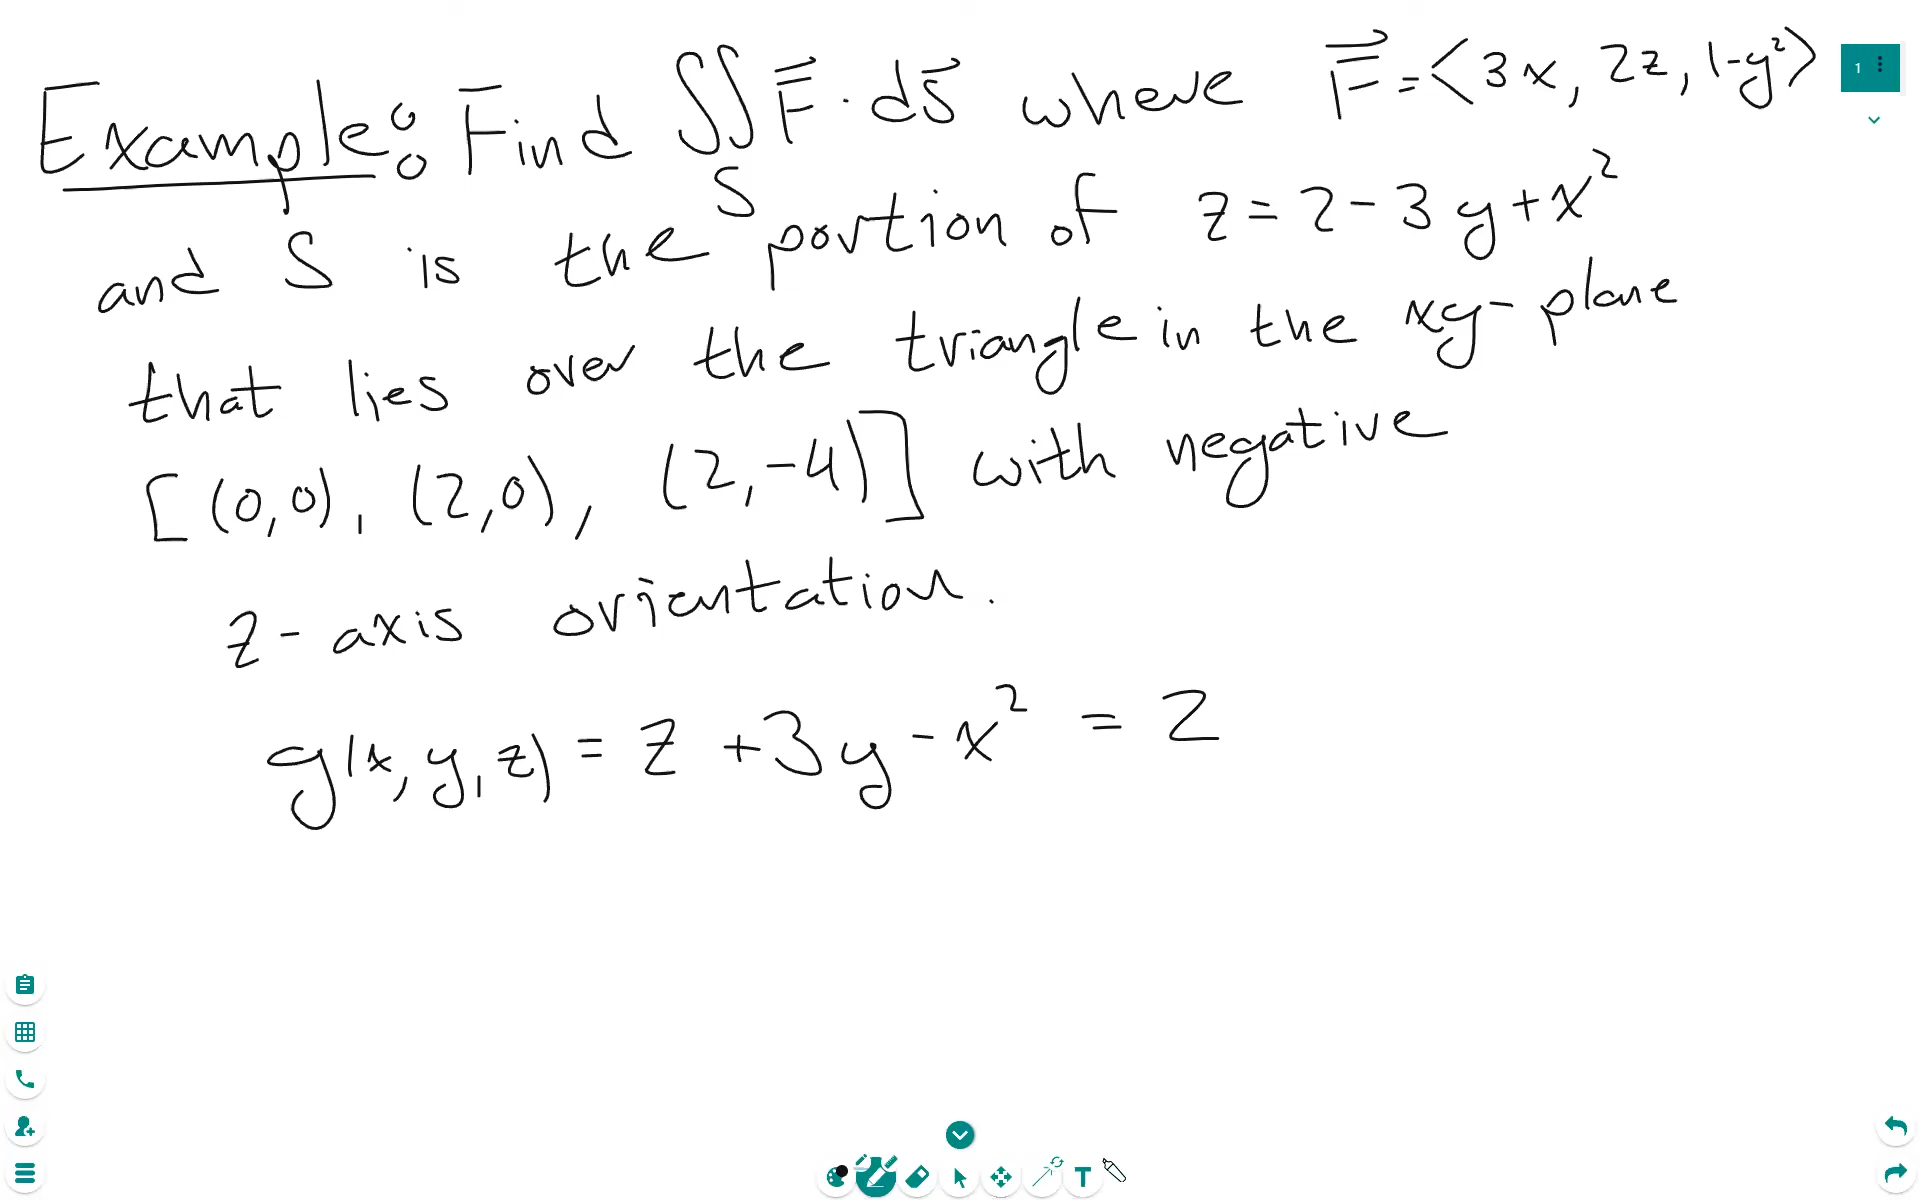 Example: Find ∬_S F⃗ · dS⃗ where F⃗ = ⟨3x, 2z, 1-y²⟩
and S is the portion of z = 2 - 3y + x²
that lies over the triangle in the xy-plane
[(0,0), (2,0), (2,-4)] with negative
z-axis orientation.
g(x,y,z) = z + 3y - x² = 2
1
T